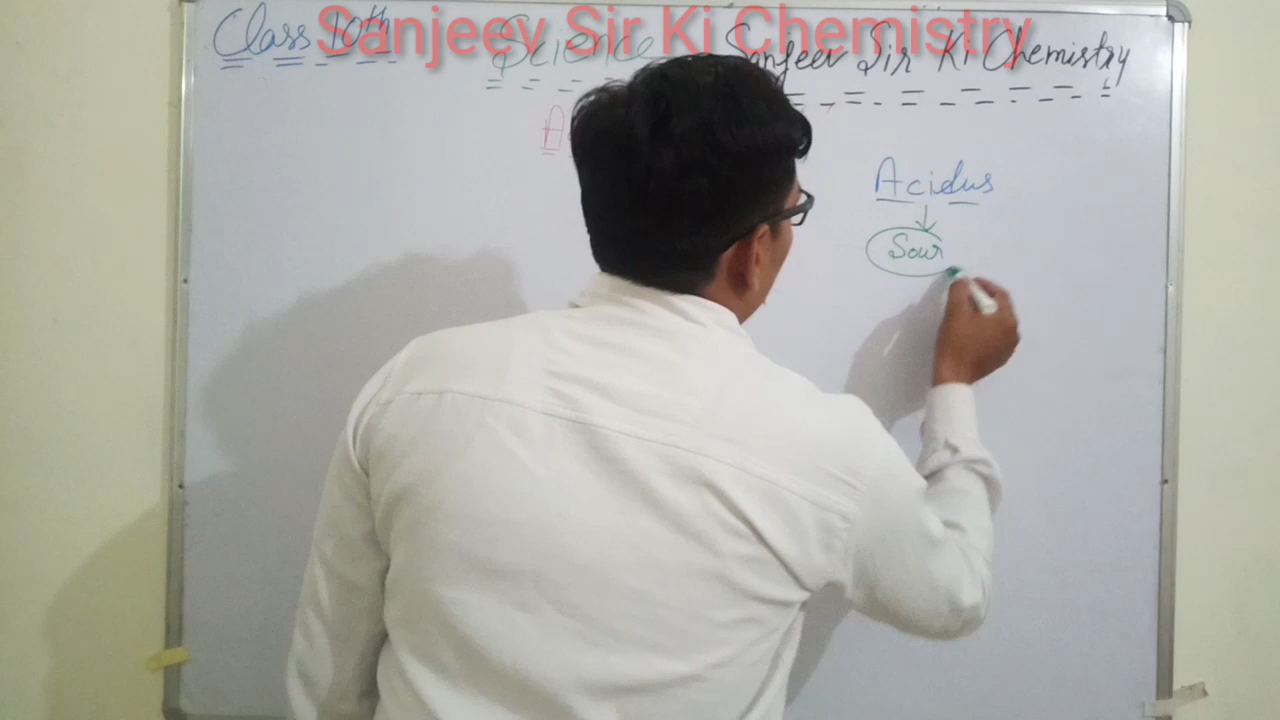 Sanjeev Sir Ki Chemistry
Class 10th Science Sanjeev Sir Ki Chemistry
Acidus
Sour